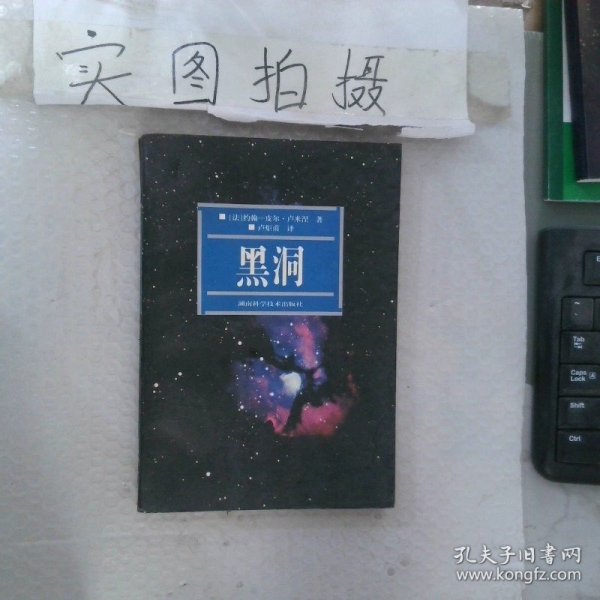 实图拍摄
[法]约翰-皮尔·卢米涅 著
卢炬甫 译
黑洞
湖南科学技术出版社
Tab
Caps Lock A
Shift
Ctrl
孔夫子旧书网
www.kongfz.com